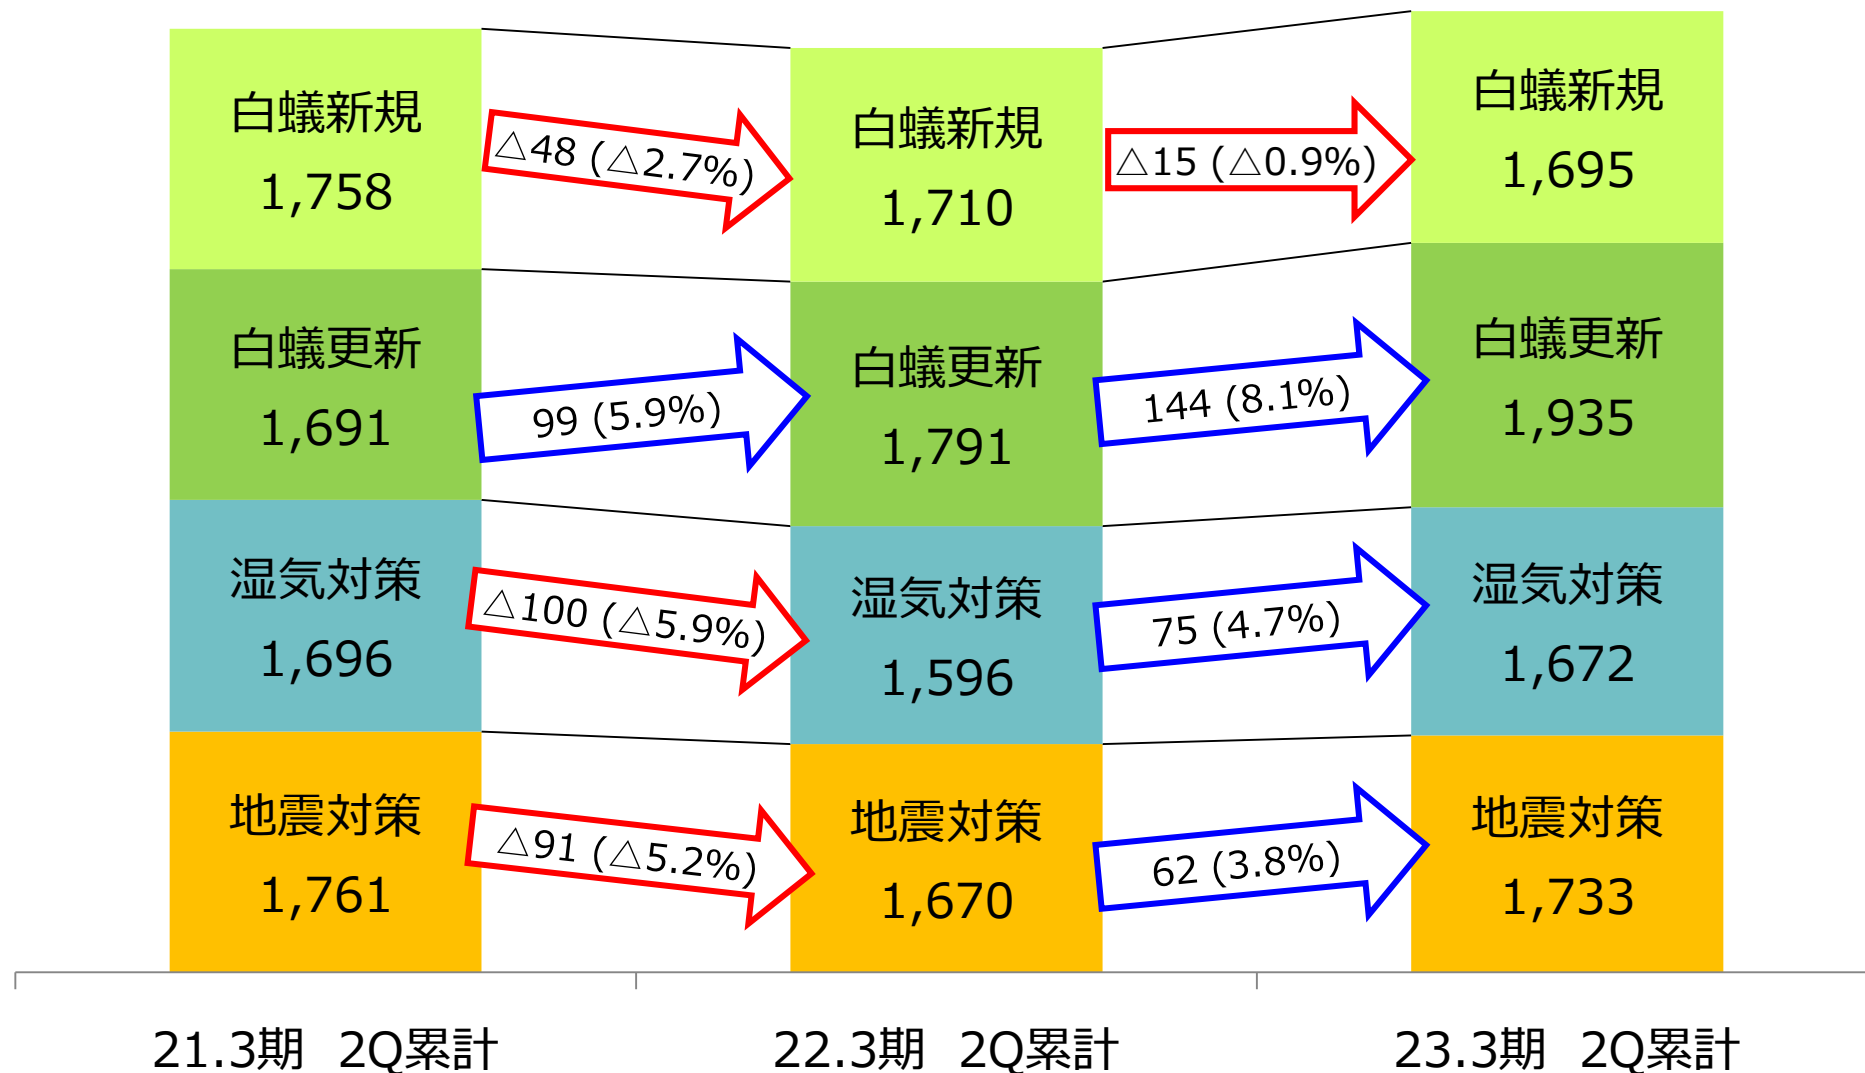 白蟻新規
1,758
白蟻更新
1,691
湿気対策
1,696
地震対策
1,761
△48 (△2.7%)
99 (5.9%)
△100 (△5.9%)
△91 (△5.2%)
白蟻新規
1,710
白蟻更新
1,791
湿気対策
1,596
地震対策
1,670
△15 (△0.9%)
144 (8.1%)
75 (4.7%)
62 (3.8%)
白蟻新規
1,695
白蟻更新
1,935
湿気対策
1,672
地震対策
1,733
21.3期 2Q累計
22.3期 2Q累計
23.3期 2Q累計